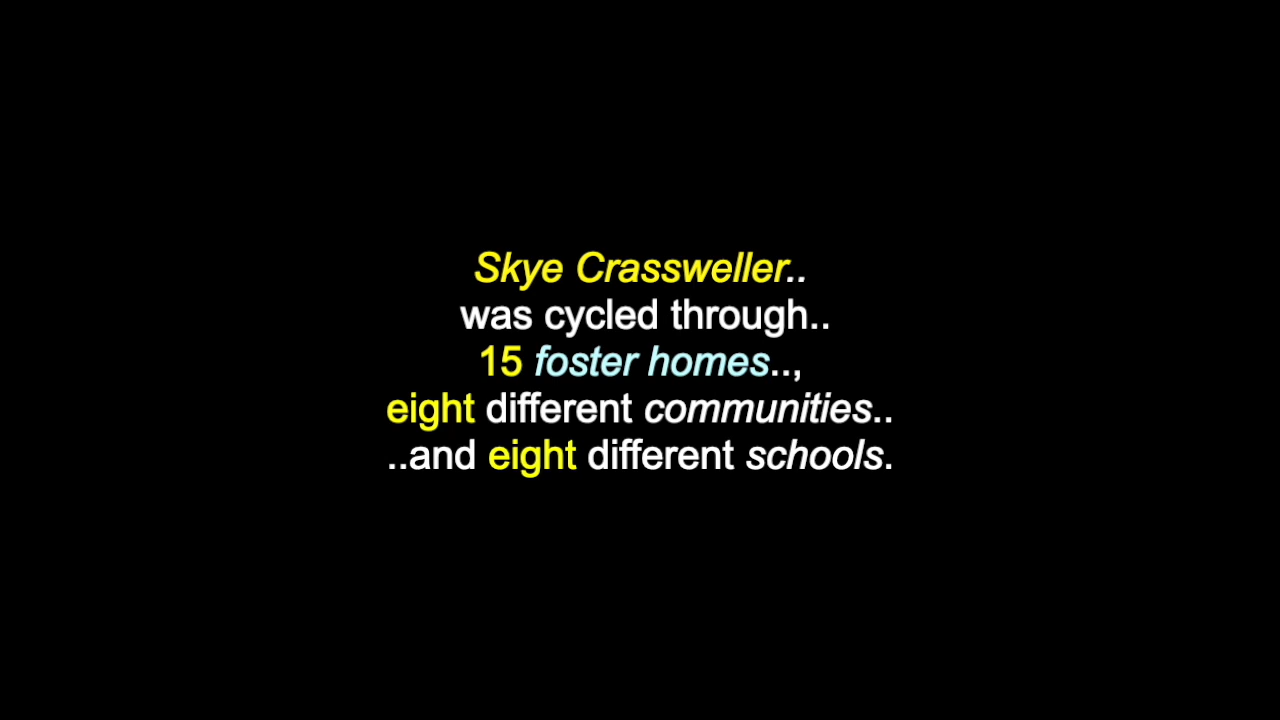 Skye Crassweller..
was cycled through..
15 foster homes..,
eight different communities..
..and eight different schools.